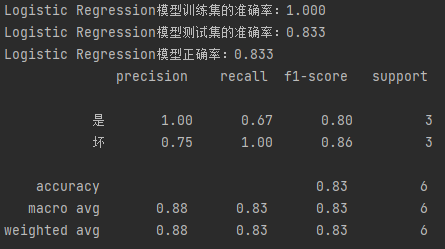 Logistic Regression模型训练集的准确率：1.000
Logistic Regression模型测试集的准确率：0.833
Logistic Regression模型正确率：0.833
precision recall f1-score support
是 1.00 0.67 0.80 3
坏 0.75 1.00 0.86 3
accuracy 0.83 6
macro avg 0.88 0.83 0.83 6
weighted avg 0.88 0.83 0.83 6